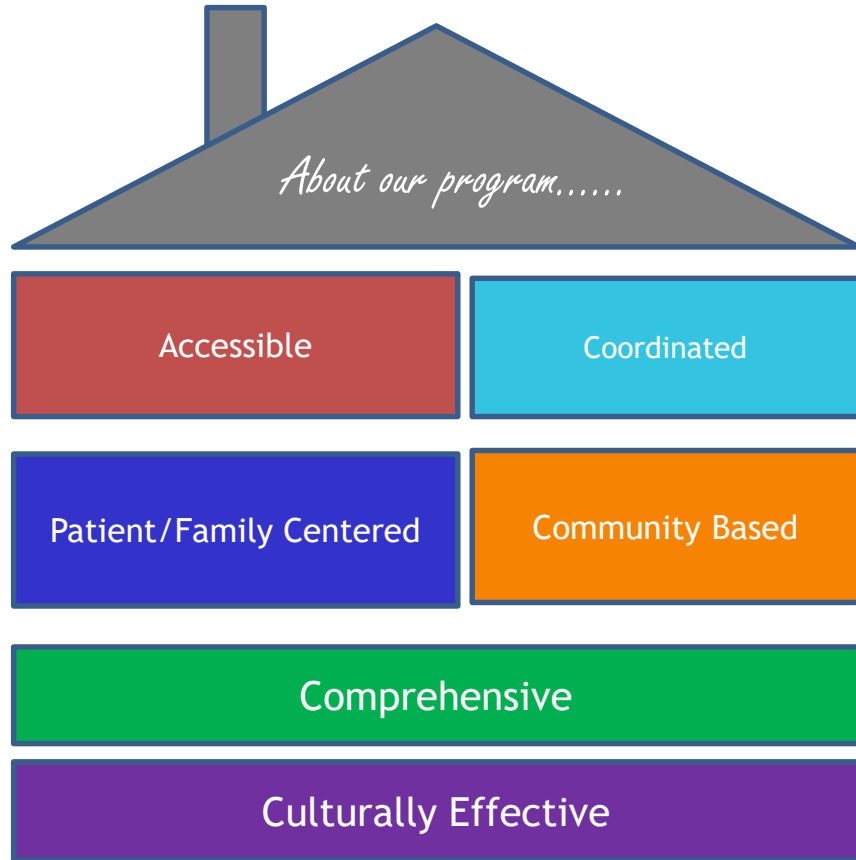 About our program......
Accessible
Coordinated
Patient/Family Centered
Community Based
Comprehensive
Culturally Effective